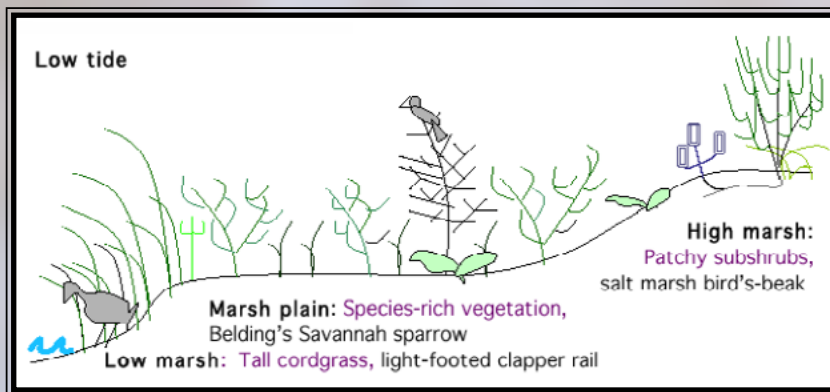 Low tide
High marsh:
Patchy subshrubs,
salt marsh bird's-beak
Marsh plain: Species-rich vegetation,
Belding's Savannah sparrow
Low marsh: Tall cordgrass, light-footed clapper rail